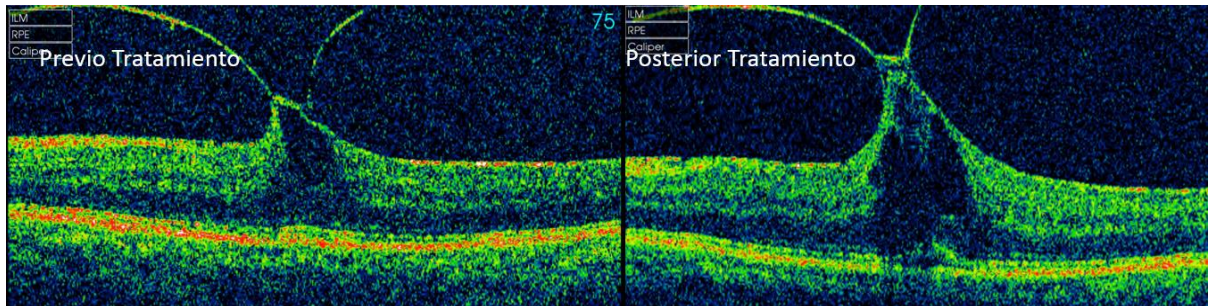 ILM
RPE
Caliper
Previo Tratamiento
75
ILM
RPE
Caliper
Posterior Tratamiento